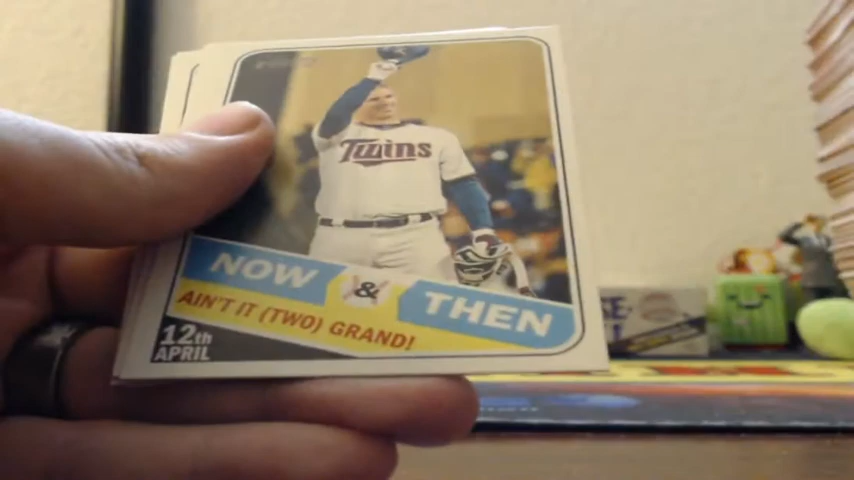 Twins
NOW & THEN
AIN'T IT (TWO) GRAND!
12th
APRIL